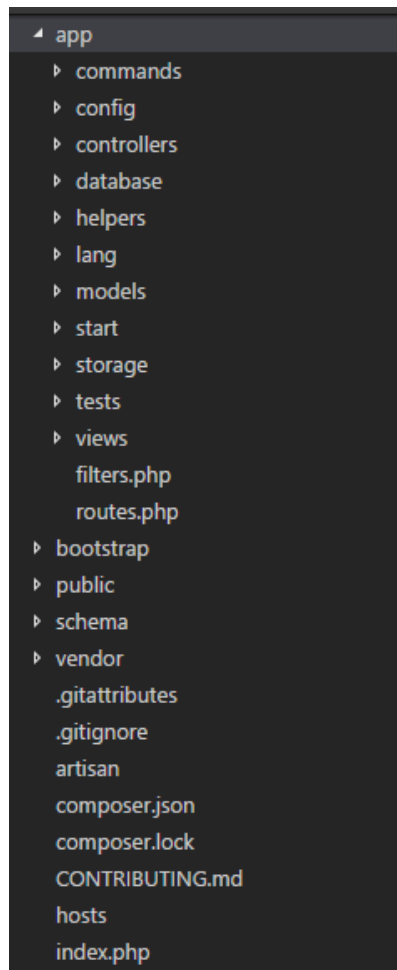 app
commands
config
controllers
database
helpers
lang
models
start
storage
tests
views
filters.php
routes.php
bootstrap
public
schema
vendor
.gitattributes
.gitignore
artisan
composer.json
composer.lock
CONTRIBUTING.md
hosts
index.php